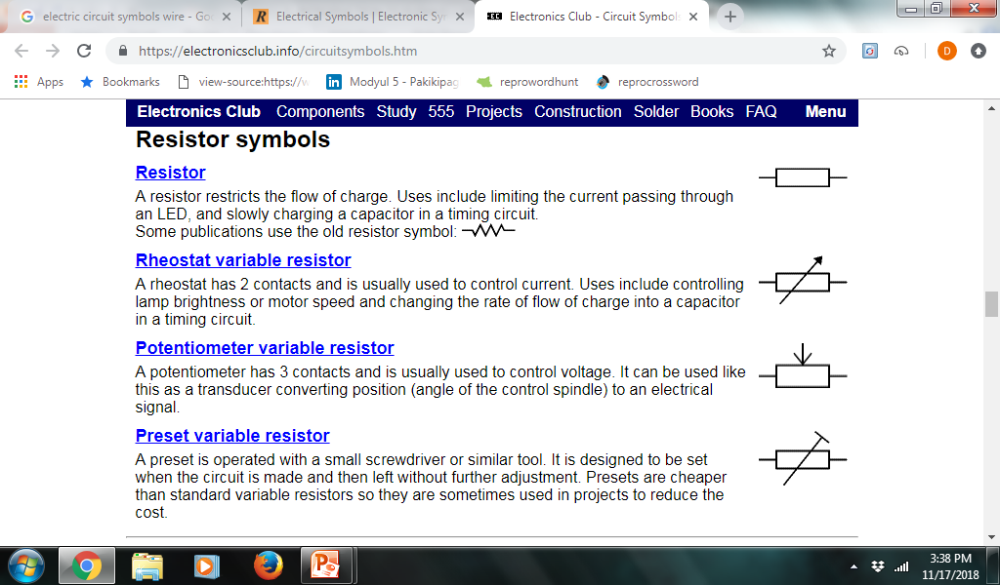 electric circuit symbols wire - Go
Electrical Symbols | Electronic Sy
Electronics Club - Circuit Symbols
https://electronicsclub.info/circuitsymbols.htm
D
Apps
Bookmarks
view-source:https://w
Modyul 5 - Pakikipag
reprowordhunt
reprocrossword
Electronics Club Components Study 555 Projects Construction Solder Books FAQ Menu
Resistor symbols
Resistor
A resistor restricts the flow of charge. Uses include limiting the current passing through
an LED, and slowly charging a capacitor in a timing circuit.
Some publications use the old resistor symbol:
Rheostat variable resistor
A rheostat has 2 contacts and is usually used to control current. Uses include controlling
lamp brightness or motor speed and changing the rate of flow of charge into a capacitor
in a timing circuit.
Potentiometer variable resistor
A potentiometer has 3 contacts and is usually used to control voltage. It can be used like
this as a transducer converting position (angle of the control spindle) to an electrical
signal.
Preset variable resistor
A preset is operated with a small screwdriver or similar tool. It is designed to be set
when the circuit is made and then left without further adjustment. Presets are cheaper
than standard variable resistors so they are sometimes used in projects to reduce the
cost.
3:38 PM
11/17/2018